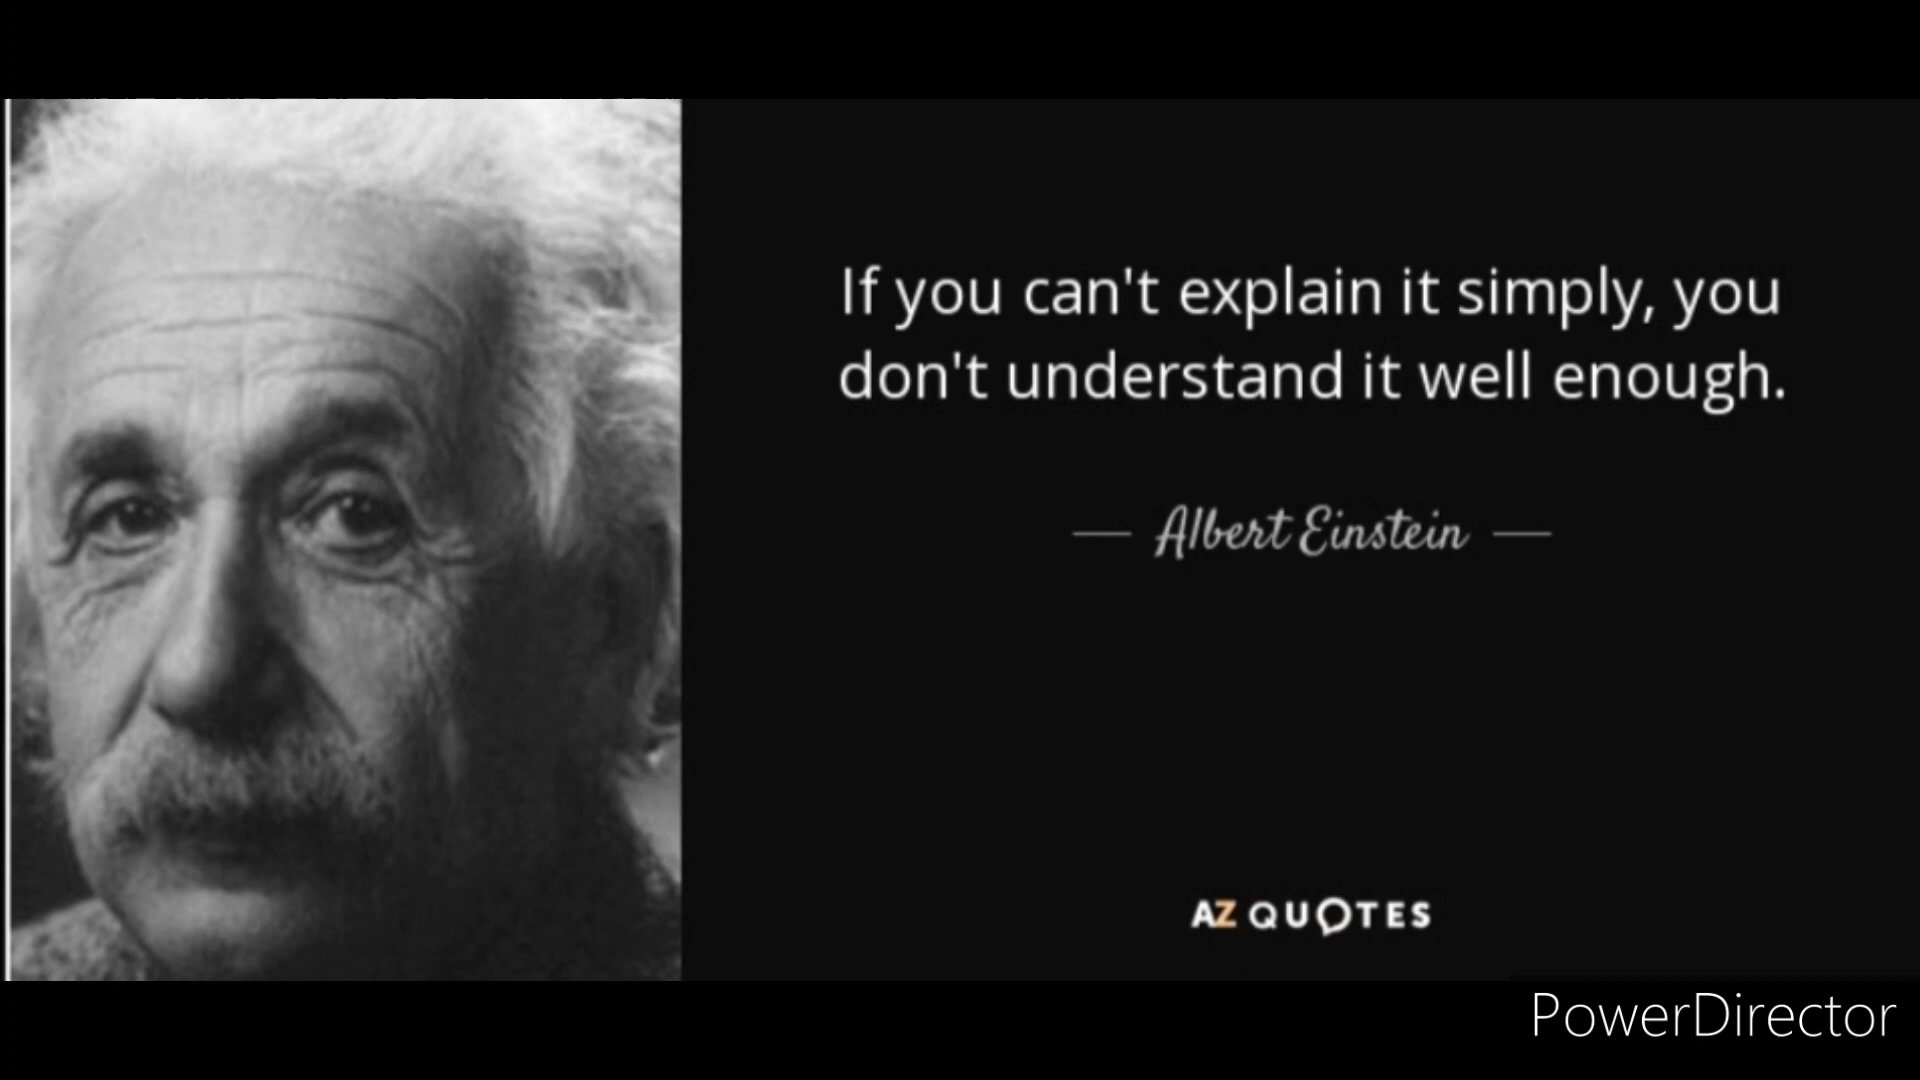 If you can't explain it simply, you
don't understand it well enough.
— Albert Einstein —
AZ QUOTES
PowerDirector